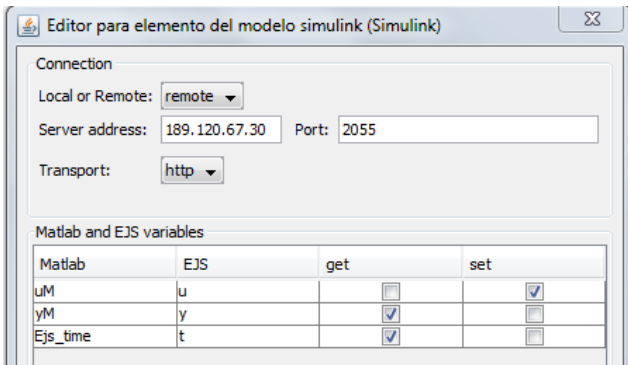 Editor para elemento del modelo simulink (Simulink)
Connection
Local or Remote: remote
Server address: 189.120.67.30 Port: 2055
Transport: http
Matlab and EJS variables
Matlab EJS get set
uM u
yM y
Ejs_time t